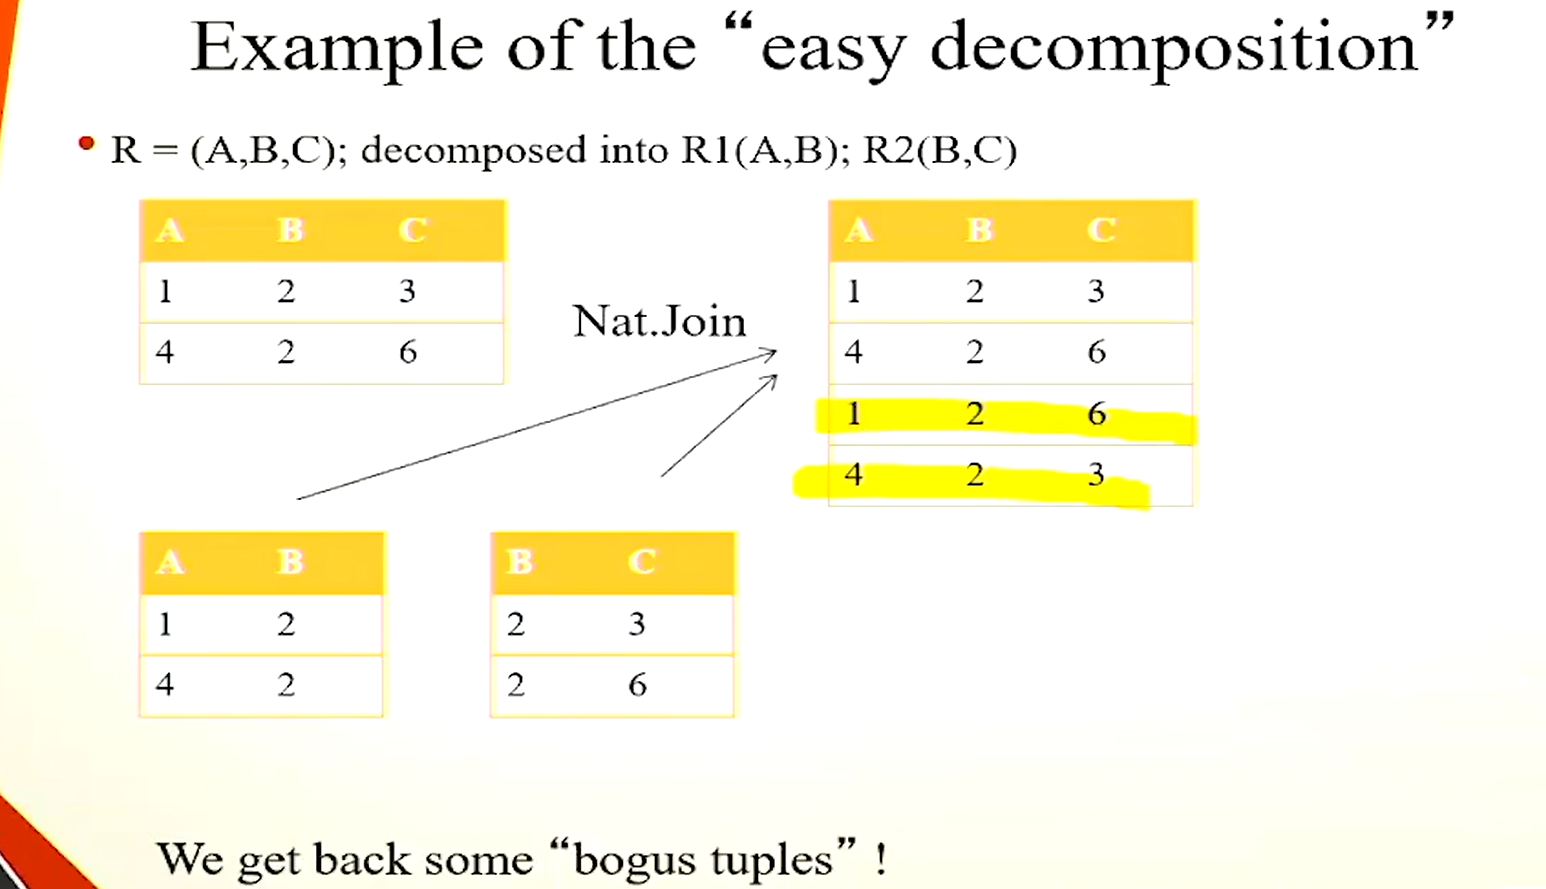 Example of the “easy decomposition”
• R = (A,B,C); decomposed into R1(A,B); R2(B,C)
A B C
1 2 3
4 2 6
Nat.Join
A B C
1 2 3
4 2 6
1 2 6
4 2 3
A B
1 2
4 2
B C
2 3
2 6
We get back some “bogus tuples” !